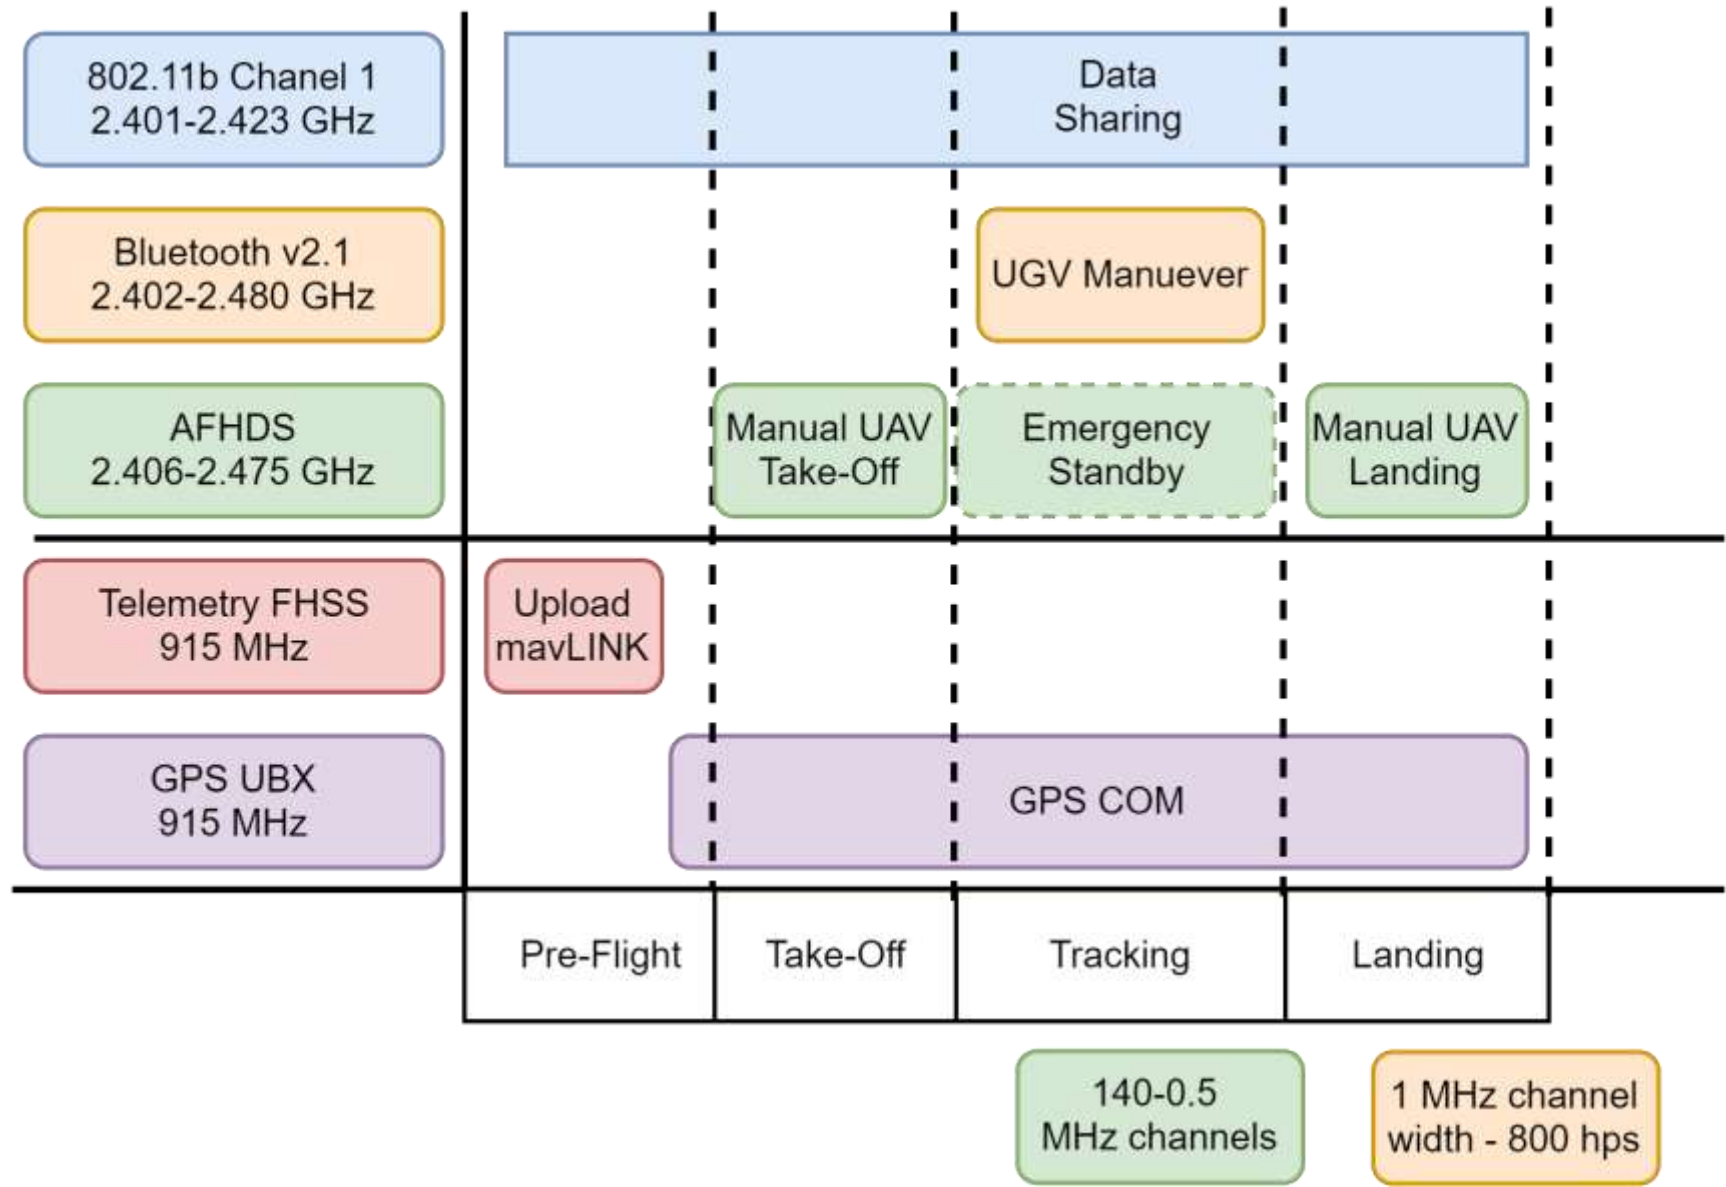 802.11b Chanel 1
2.401-2.423 GHz
Data
Sharing
Bluetooth v2.1
2.402-2.480 GHz
UGV Manuever
AFHDS
2.406-2.475 GHz
Manual UAV
Take-Off
Emergency
Standby
Manual UAV
Landing
Telemetry FHSS
915 MHz
Upload
mavLINK
GPS UBX
915 MHz
GPS COM
Pre-Flight
Take-Off
Tracking
Landing
140-0.5
MHz channels
1 MHz channel
width - 800 hps